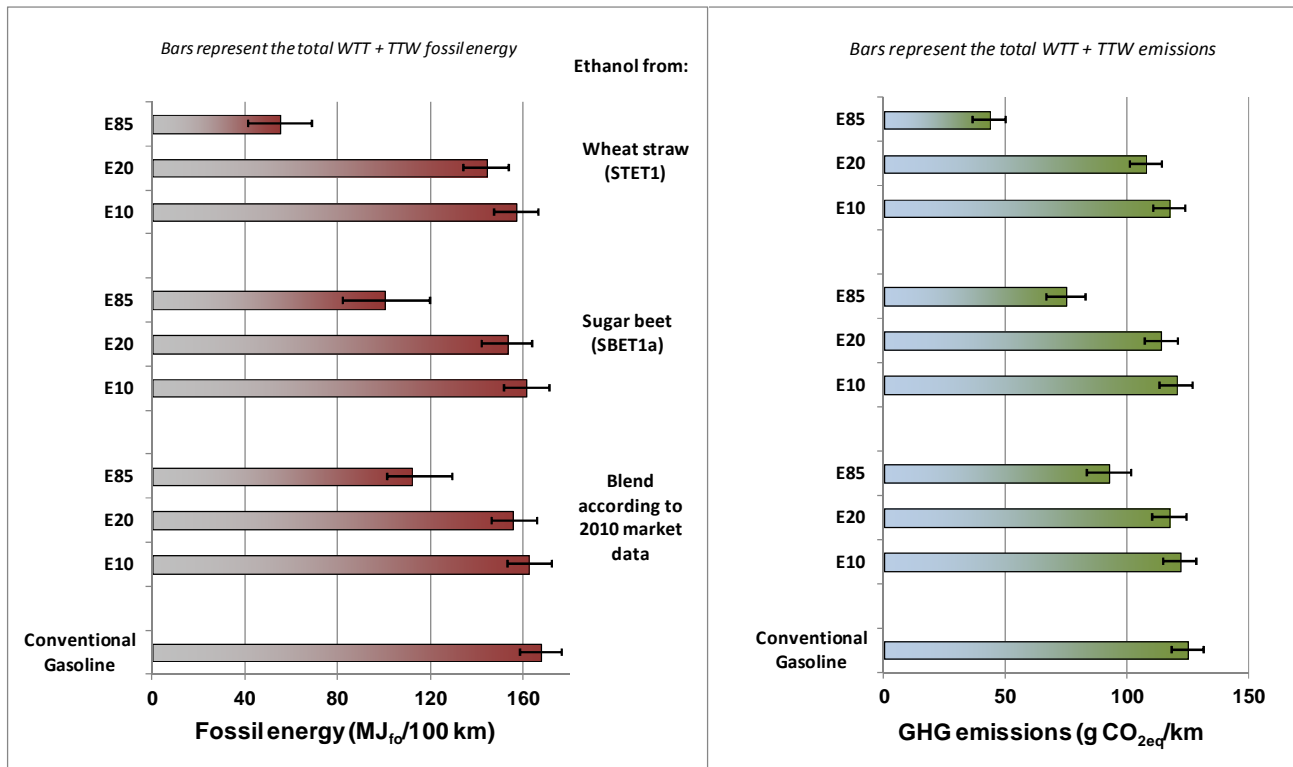 Bars represent the total WTT + TTW fossil energy
Ethanol from:
E85
E20
E10
Wheat straw
(STET1)
E85
E20
E10
Sugar beet
(SBET1a)
E85
E20
E10
Blend
according to
2010 market
data
Conventional
Gasoline
0 40 80 120 160
Fossil energy (MJfo/100 km)
Bars represent the total WTT + TTW emissions
E85
E20
E10
E85
E20
E10
E85
E20
E10
Conventional
Gasoline
0 50 100 150
GHG emissions (g CO2eq/km